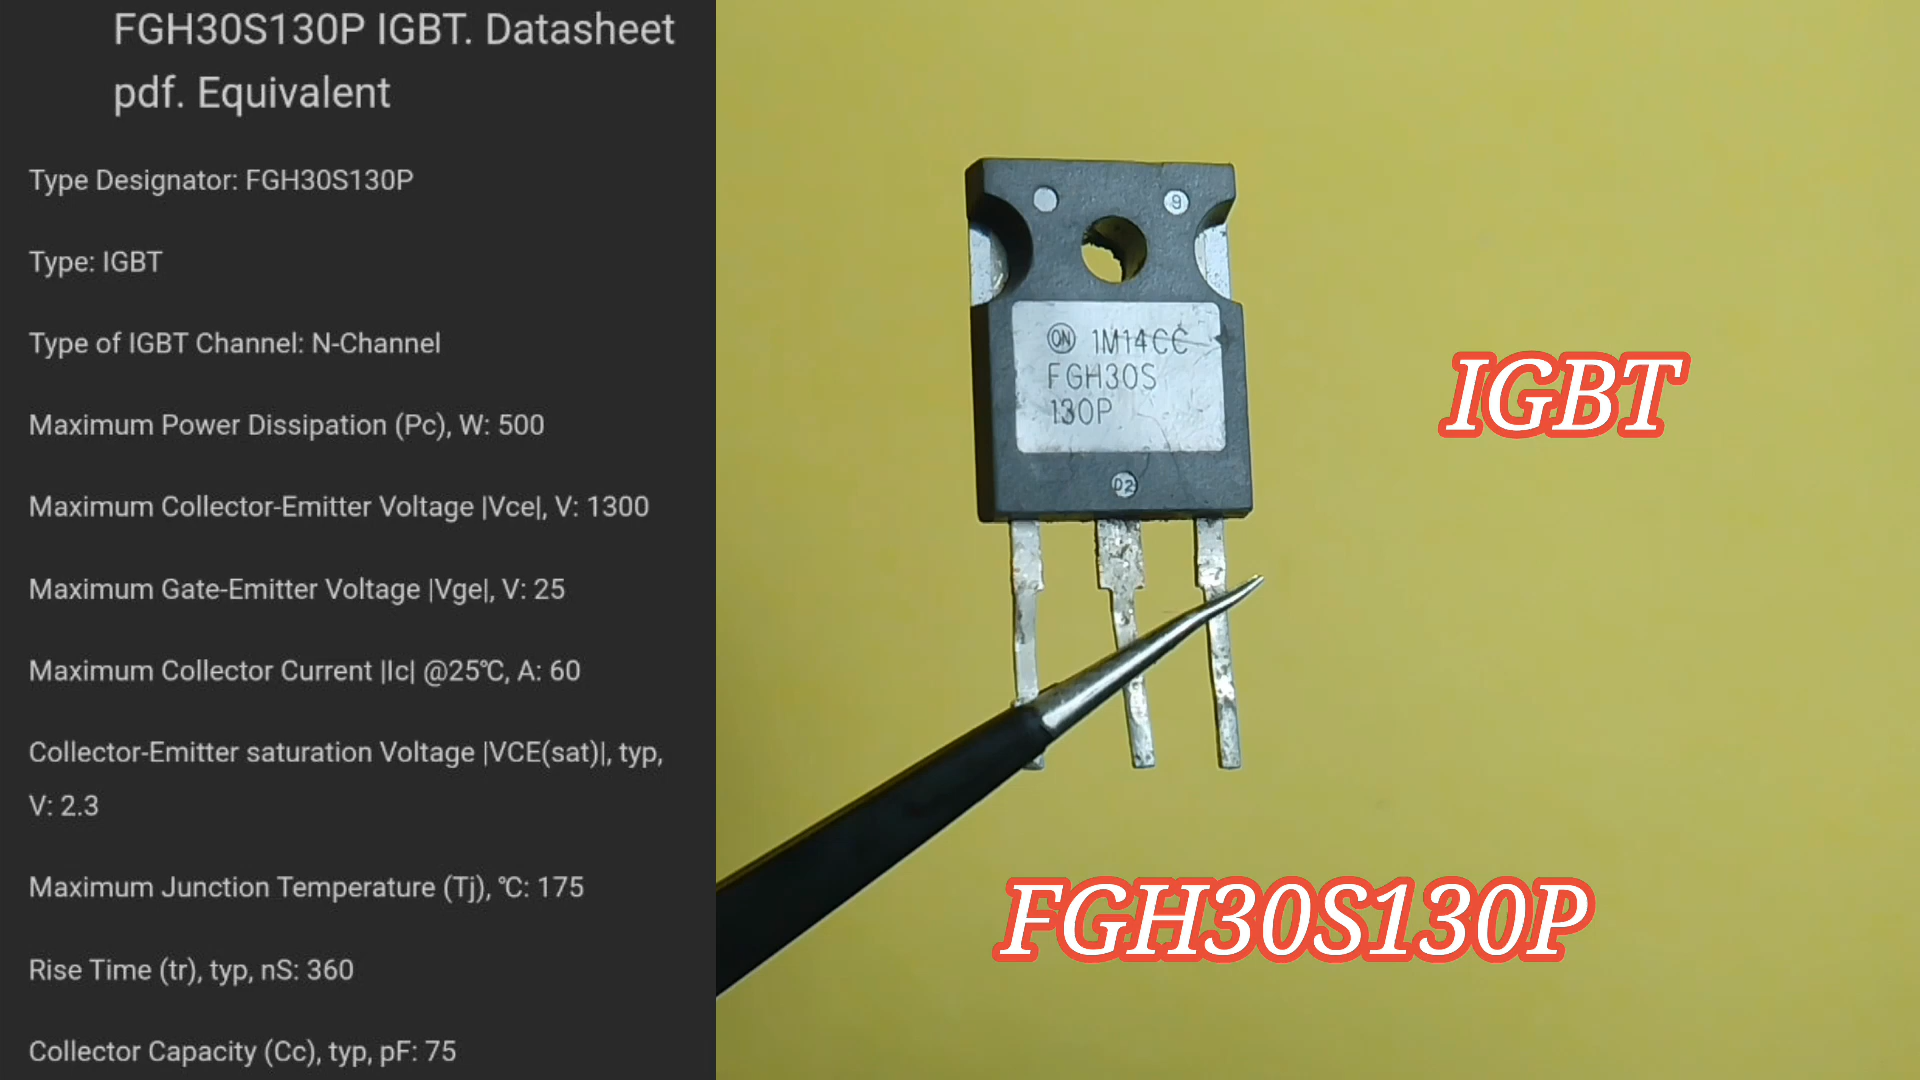 FGH30S130P IGBT. Datasheet
pdf. Equivalent
Type Designator: FGH30S130P
Type: IGBT
Type of IGBT Channel: N-Channel
Maximum Power Dissipation (Pc), W: 500
Maximum Collector-Emitter Voltage |Vce|, V: 1300
Maximum Gate-Emitter Voltage |Vge|, V: 25
Maximum Collector Current |Ic| @25℃, A: 60
Collector-Emitter saturation Voltage |VCE(sat)|, typ,
V: 2.3
Maximum Junction Temperature (Tj), ℃: 175
Rise Time (tr), typ, nS: 360
Collector Capacity (Cc), typ, pF: 75
9
ON 1M14CC
FGH30S
130P
D2
IGBT
FGH30S130P